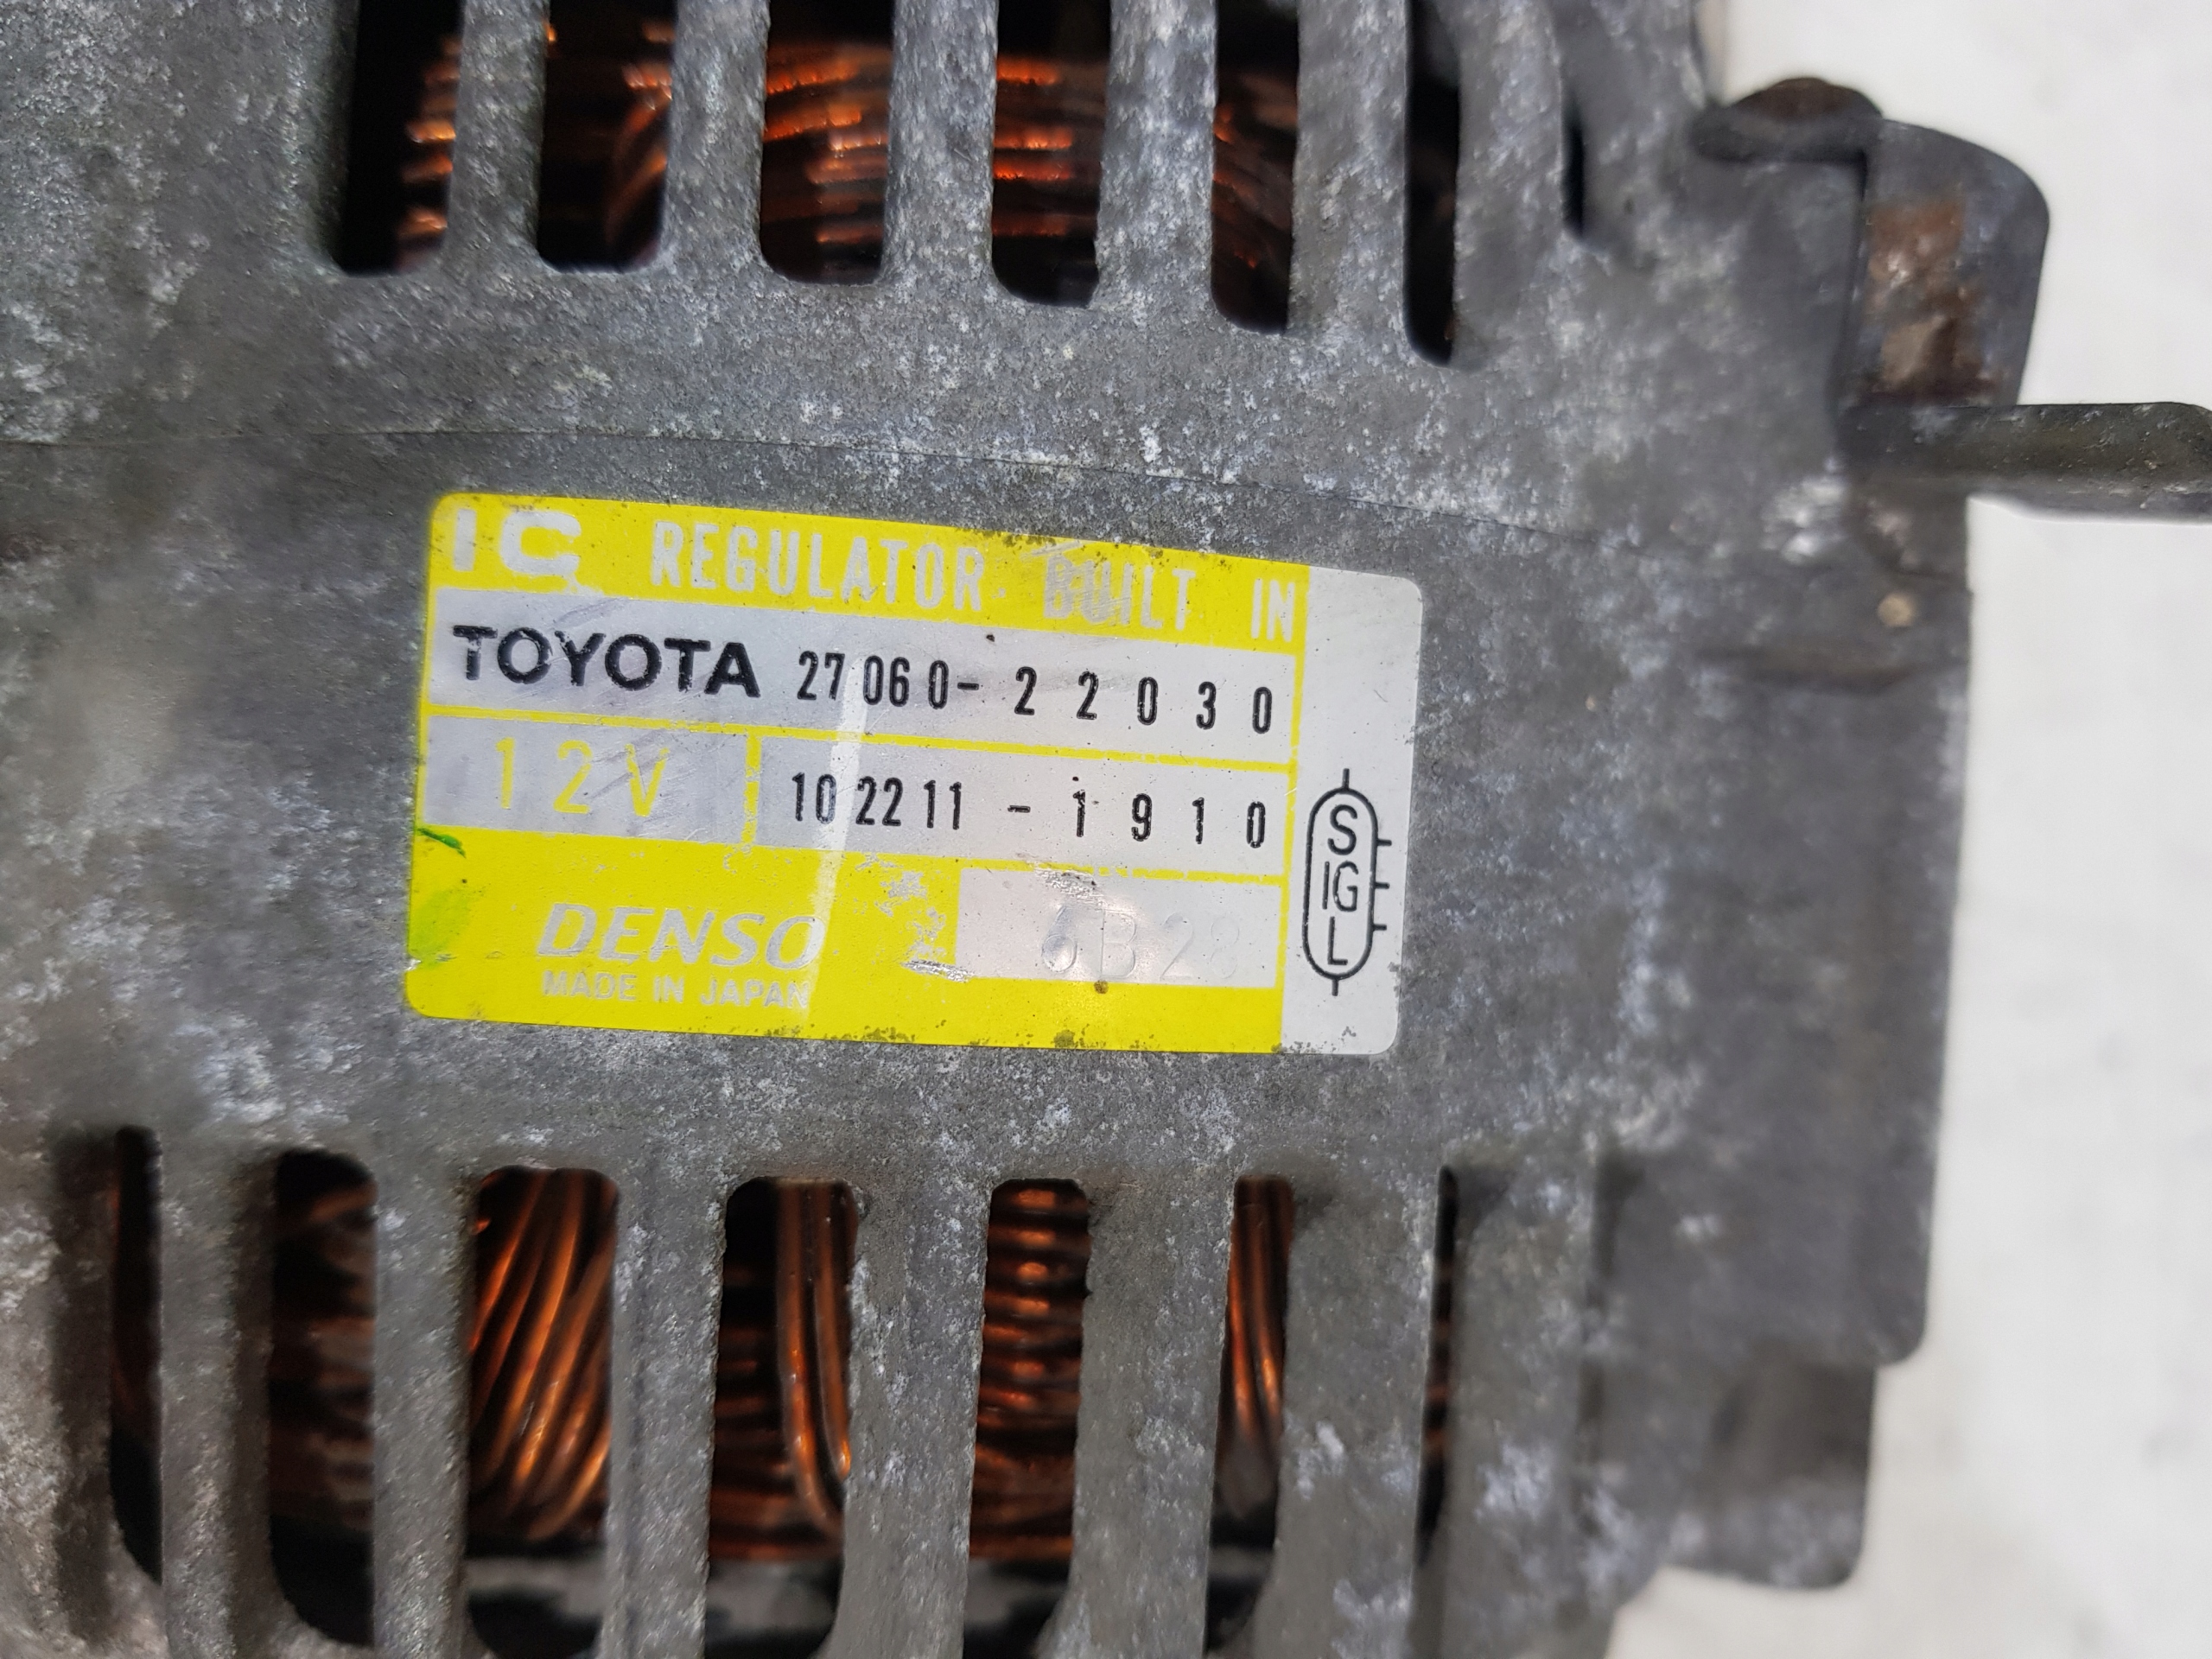 IC REGULATOR BUILT IN
TOYOTA 27060-22030
12V 102211-1910
DENSO 6B28
MADE IN JAPAN
S
IG
L